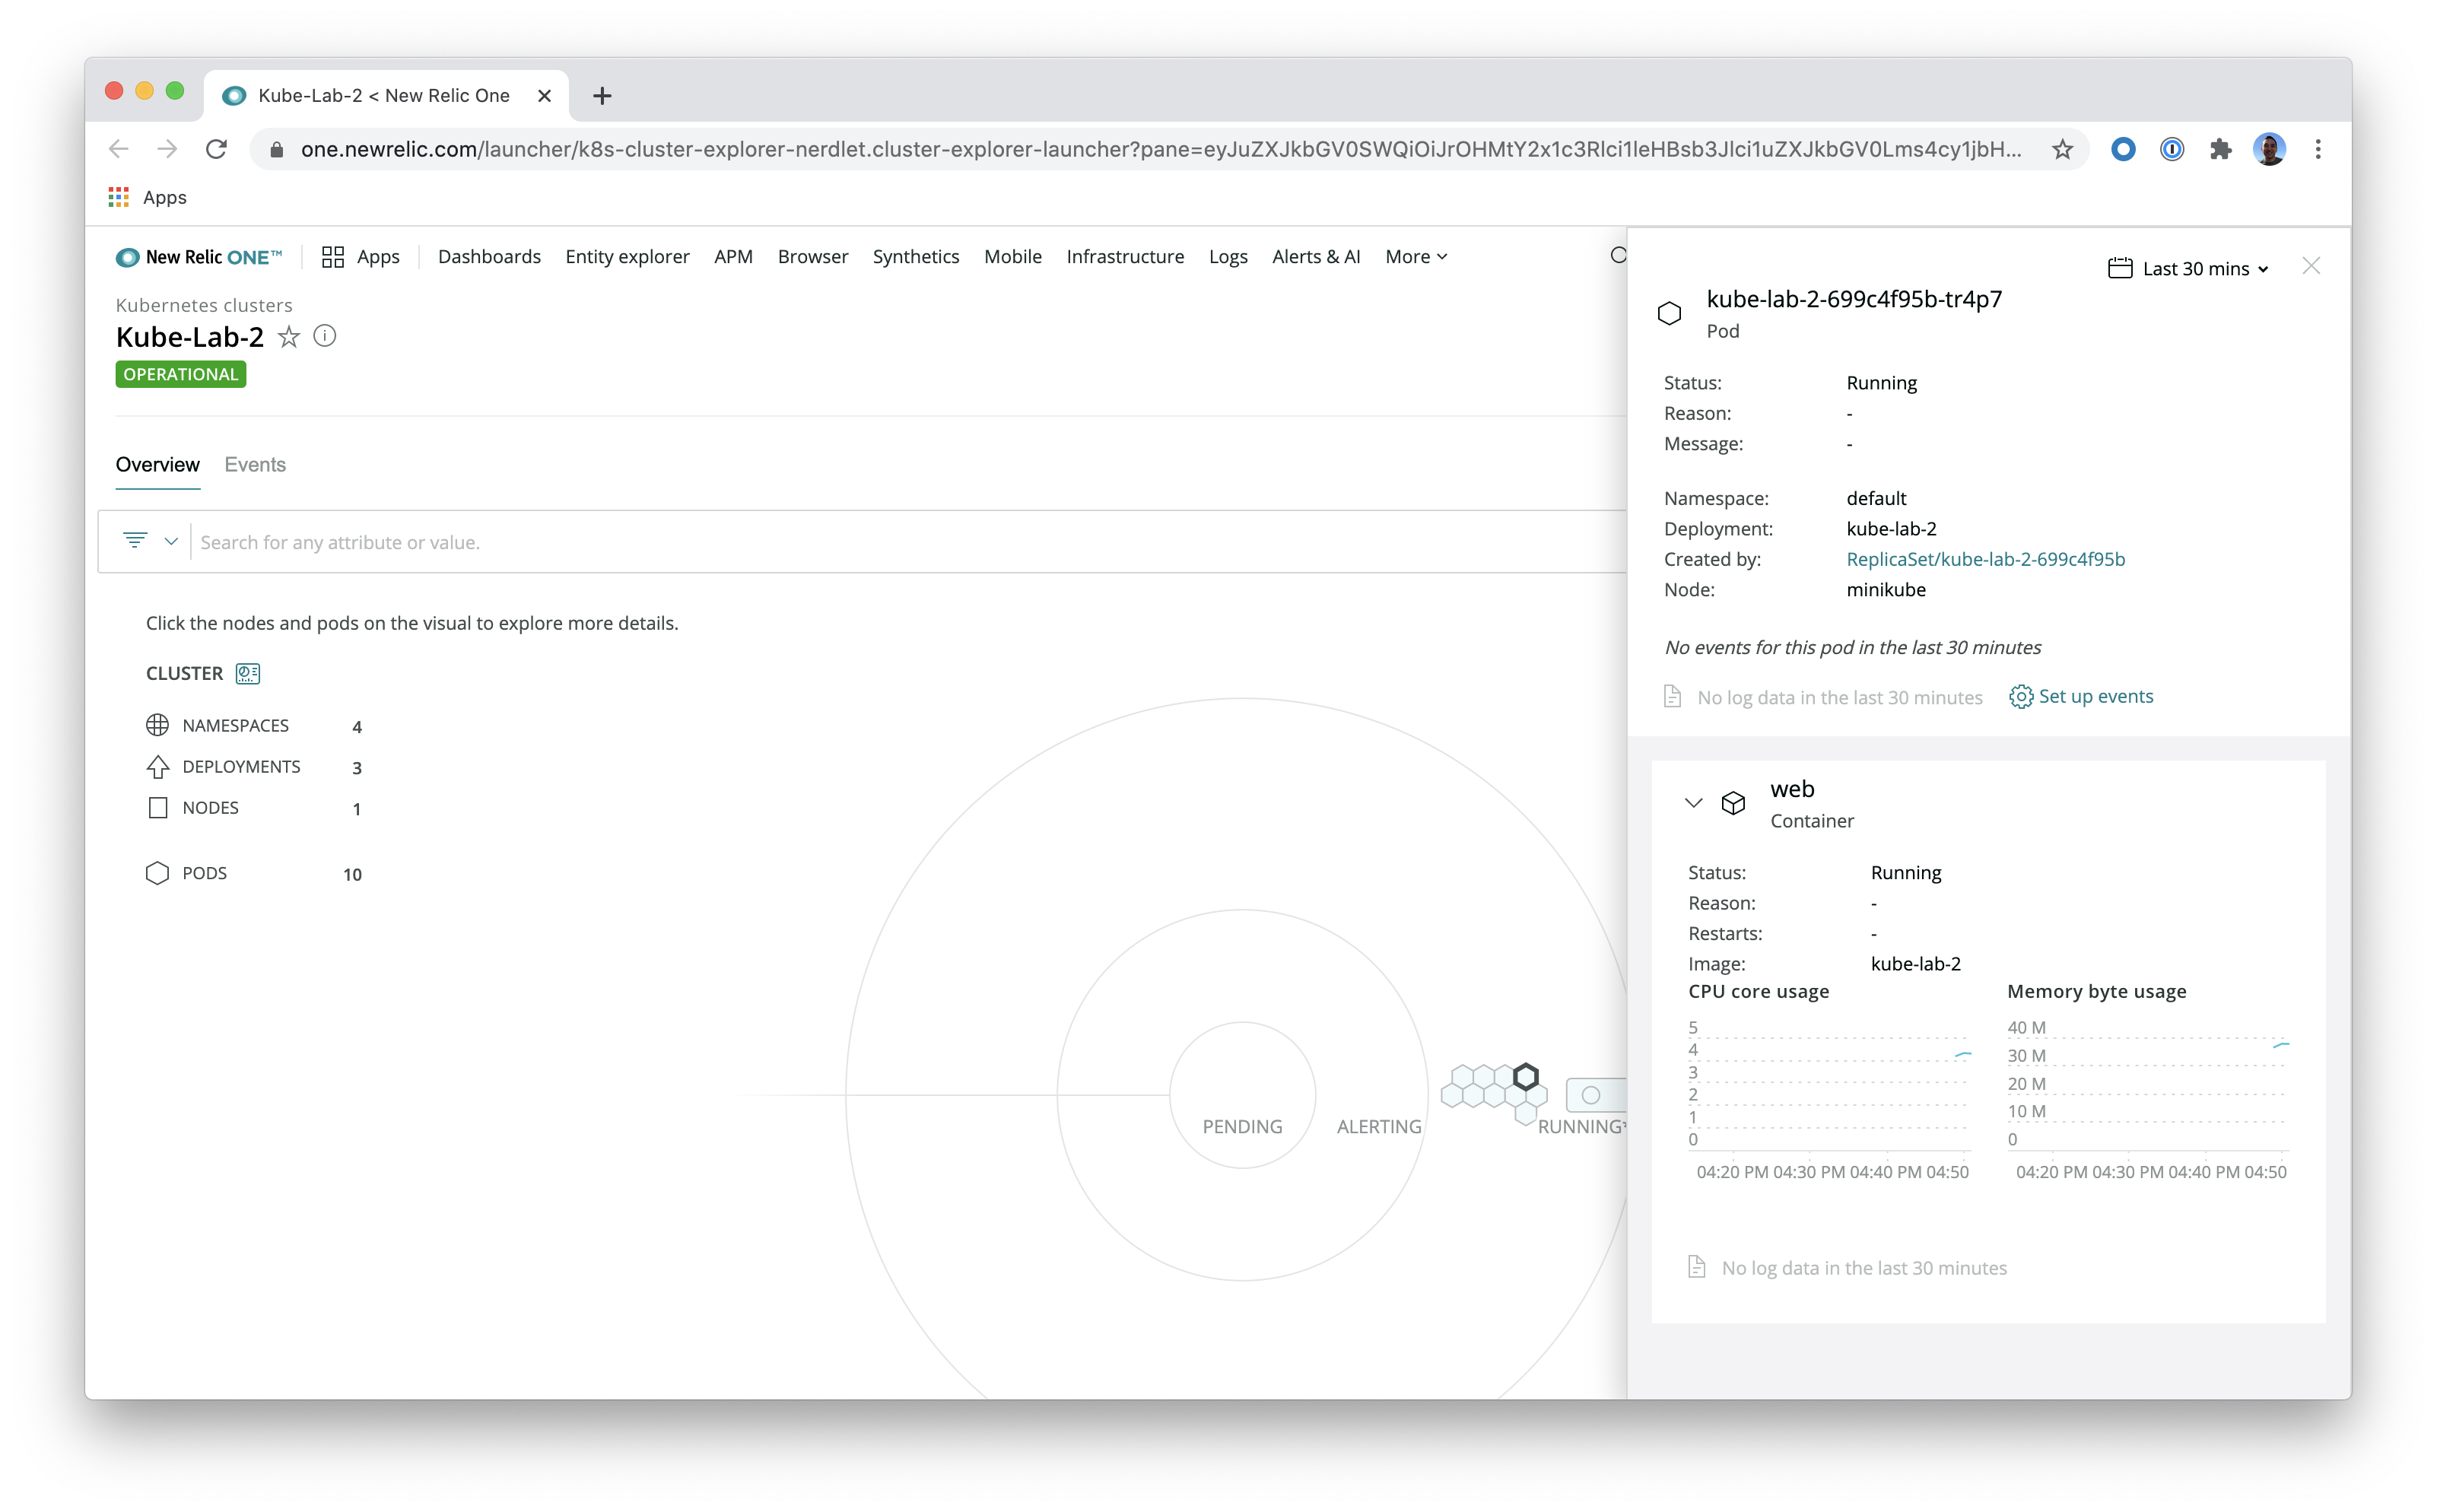 Kube-Lab-2 < New Relic One
one.newrelic.com/launcher/k8s-cluster-explorer-nerdlet.cluster-explorer-launcher?pane=eyJuZXJkbGV0SWQiOiJrOHMtY2x1c3Rlci1leHBsb3Jlci1uZXJkbGV0Lms4cy1jbH...
Apps
New Relic ONE™ Apps Dashboards Entity explorer APM Browser Synthetics Mobile Infrastructure Logs Alerts & AI More
Kubernetes clusters
Kube-Lab-2
OPERATIONAL
Overview Events
Search for any attribute or value.
Click the nodes and pods on the visual to explore more details.
CLUSTER
NAMESPACES 4
DEPLOYMENTS 3
NODES 1
PODS 10
PENDING ALERTING RUNNING
Last 30 mins
kube-lab-2-699c4f95b-tr4p7
Pod
Status: Running
Reason: -
Message: -
Namespace: default
Deployment: kube-lab-2
Created by: ReplicaSet/kube-lab-2-699c4f95b
Node: minikube
No events for this pod in the last 30 minutes
No log data in the last 30 minutes Set up events
web
Container
Status: Running
Reason: -
Restarts: -
Image: kube-lab-2
CPU core usage
5
4
3
2
1
0
04:20 PM 04:30 PM 04:40 PM 04:50
Memory byte usage
40 M
30 M
20 M
10 M
0
04:20 PM 04:30 PM 04:40 PM 04:50
No log data in the last 30 minutes